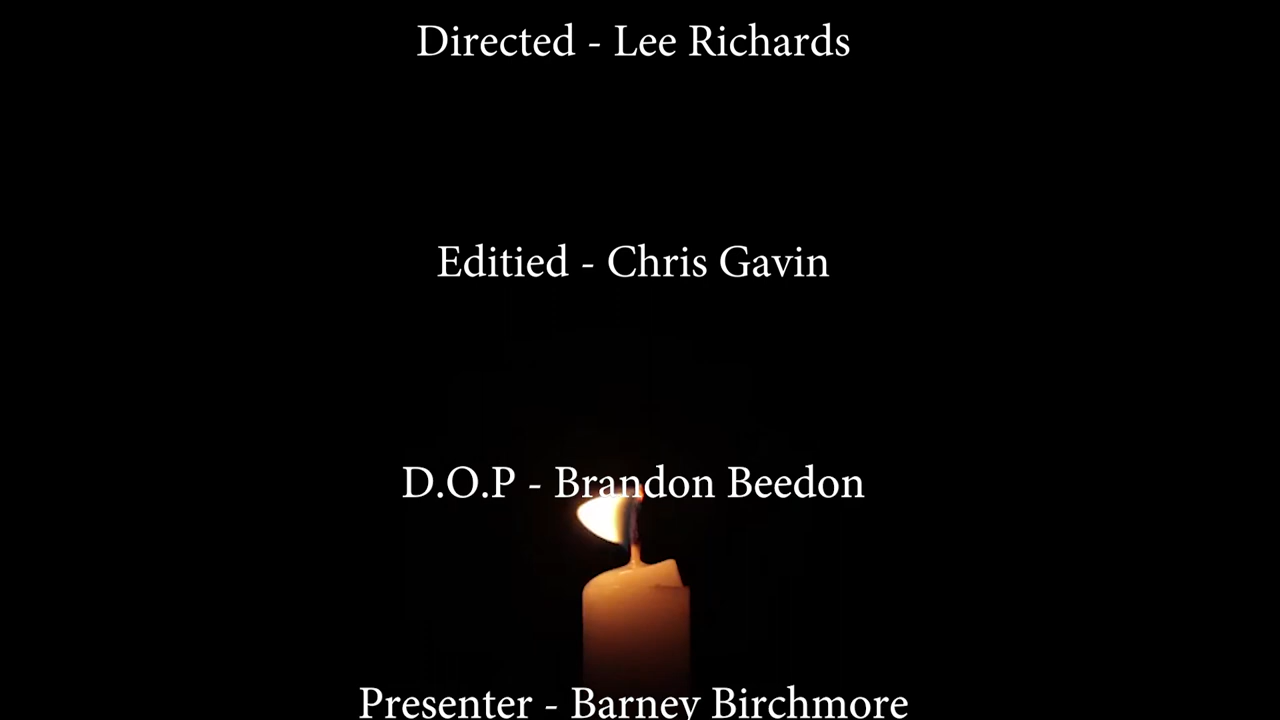 Directed - Lee Richards
Editied - Chris Gavin
D.O.P - Brandon Beedon
Presenter - Barney Birchmore